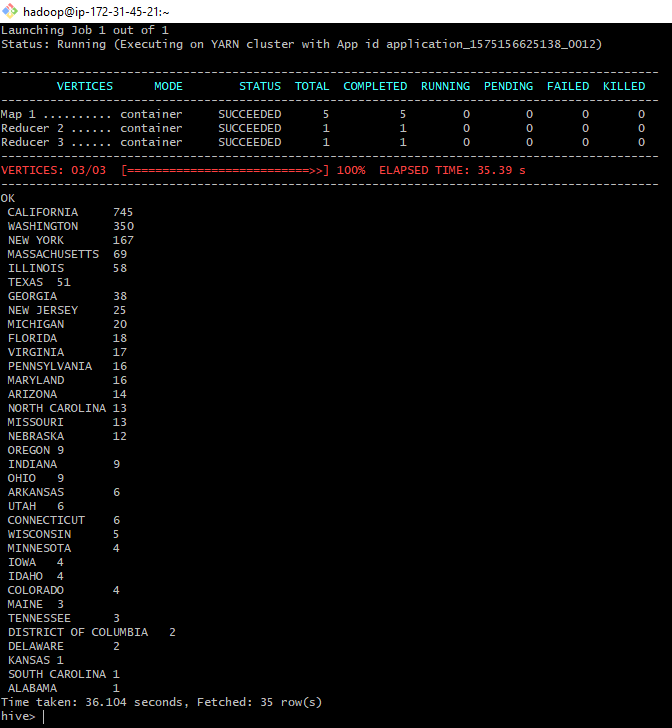 hadoop@ip-172-31-45-21:~
Launching Job 1 out of 1
Status: Running (Executing on YARN cluster with App id application_1575156625138_0012)
--------------------------------------------------------------------------------------
VERTICES MODE STATUS TOTAL COMPLETED RUNNING PENDING FAILED KILLED
--------------------------------------------------------------------------------------
Map 1 .......... container SUCCEEDED 5 5 0 0 0 0
Reducer 2 ...... container SUCCEEDED 1 1 0 0 0 0
Reducer 3 ...... container SUCCEEDED 1 1 0 0 0 0
--------------------------------------------------------------------------------------
VERTICES: 03/03 [==========================>>] 100% ELAPSED TIME: 35.39 s
--------------------------------------------------------------------------------------
OK
CALIFORNIA 745
WASHINGTON 350
NEW YORK 167
MASSACHUSETTS 69
ILLINOIS 58
TEXAS 51
GEORGIA 38
NEW JERSEY 25
MICHIGAN 20
FLORIDA 18
VIRGINIA 17
PENNSYLVANIA 16
MARYLAND 16
ARIZONA 14
NORTH CAROLINA 13
MISSOURI 13
NEBRASKA 12
OREGON 9
INDIANA 9
OHIO 9
ARKANSAS 6
UTAH 6
CONNECTICUT 6
WISCONSIN 5
MINNESOTA 4
IOWA 4
IDAHO 4
COLORADO 4
MAINE 3
TENNESSEE 3
DISTRICT OF COLUMBIA 2
DELAWARE 2
KANSAS 1
SOUTH CAROLINA 1
ALABAMA 1
Time taken: 36.104 seconds, Fetched: 35 row(s)
hive>